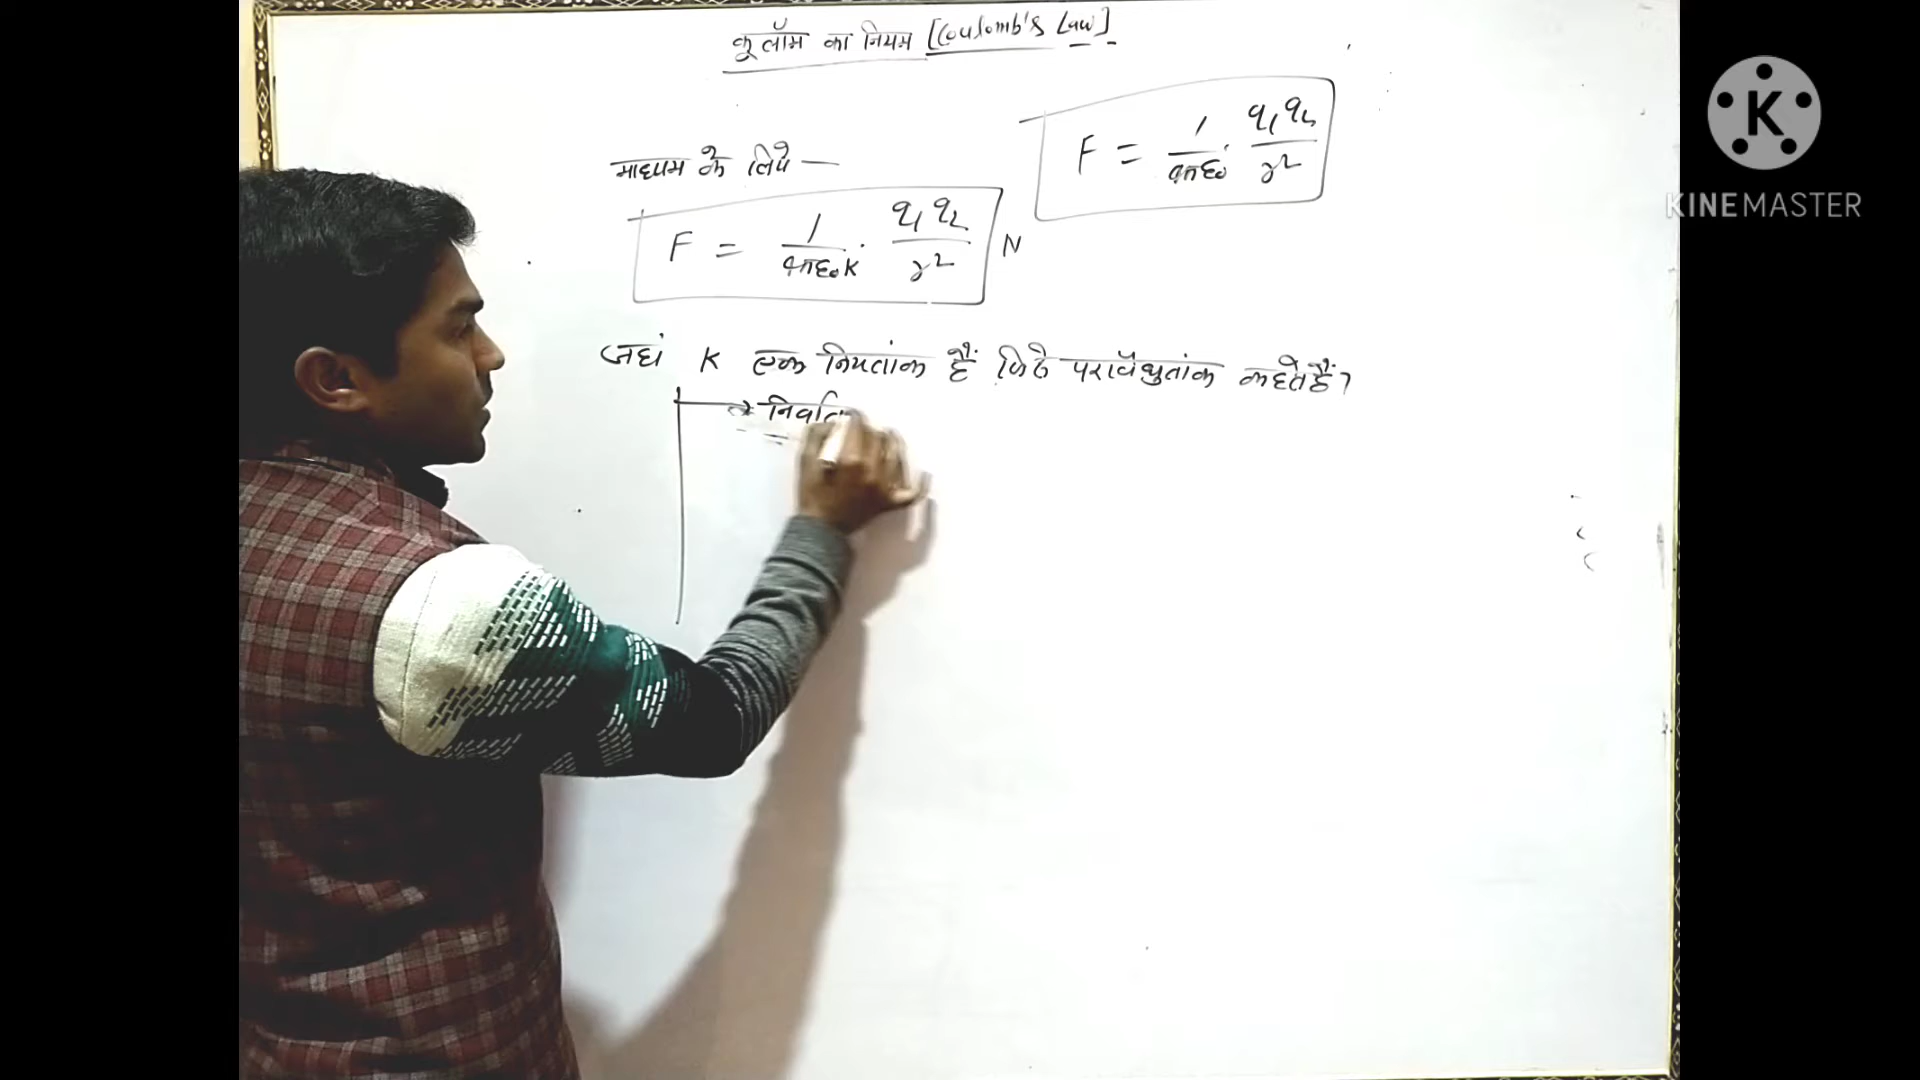 कूलॉम का नियम [Coulomb's Law]
F = 1/4πε₀ · q₁q₂/r²
माध्यम के लिये —
F = 1/4πε₀K · q₁q₂/r² N
जहां K एक नियतांक है जिसे परावैद्युतांक कहते हैं।
→ निर्वात
K
KINEMASTER